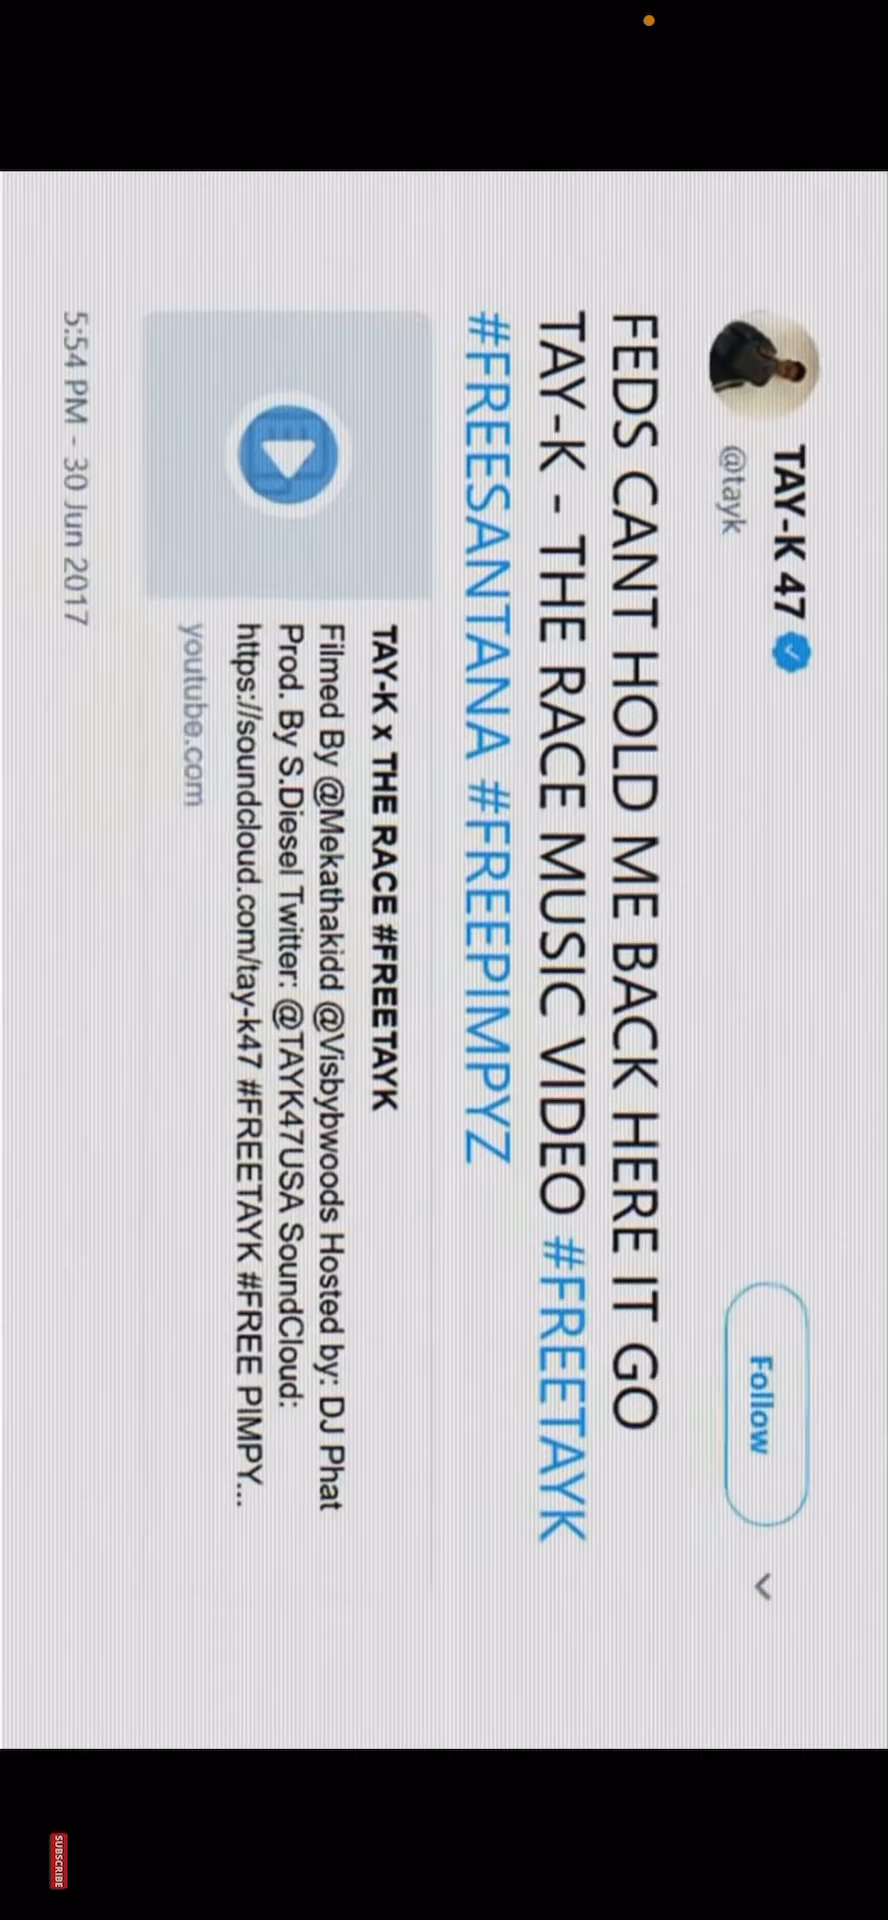 TAY-K 47
@tayk
Follow
FEDS CANT HOLD ME BACK HERE IT GO
TAY-K - THE RACE MUSIC VIDEO #FREETAYK
#FREESANTANA #FREEPIMPYZ
TAY-K x THE RACE #FREETAYK
Filmed By @Mekathakidd @Visbybwoods Hosted by: DJ Phat
Prod. By S.Diesel Twitter: @TAYK47USA SoundCloud:
https://soundcloud.com/tay-k47 #FREETAYK #FREE PIMPY...
youtube.com
5:54 PM - 30 Jun 2017
SUBSCRIBE